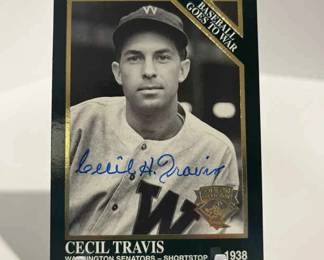 BASEBALL
GOES TO WAR
W
Cecil H. Travis
W
CECIL TRAVIS
WASHINGTON SENATORS – SHORTSTOP
1938